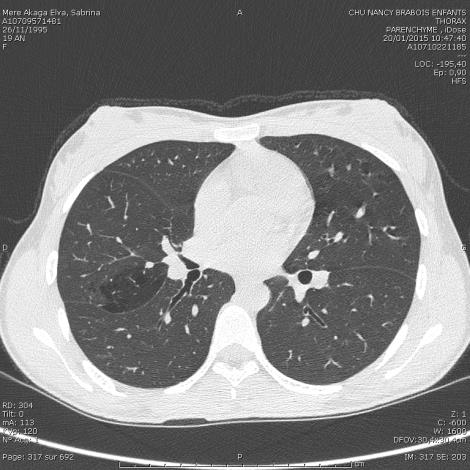 Mere Akaga Elva, Sabrina
A10709571481
26/11/1995
19 AN
F
A
CHU NANCY BRABOIS ENFANTS
THORAX
PARENCHYME , iDose
20/01/2015 10:47:40
A10710221185
---
LOC: -195,40
Ep: 0,90
HFS
D
G
RD: 304
Tilt: 0
mA: 113
120
Page: 317 sur 692
P
cm
Z: 1
C: -600
W: 1600
IM: 317 SE: 203